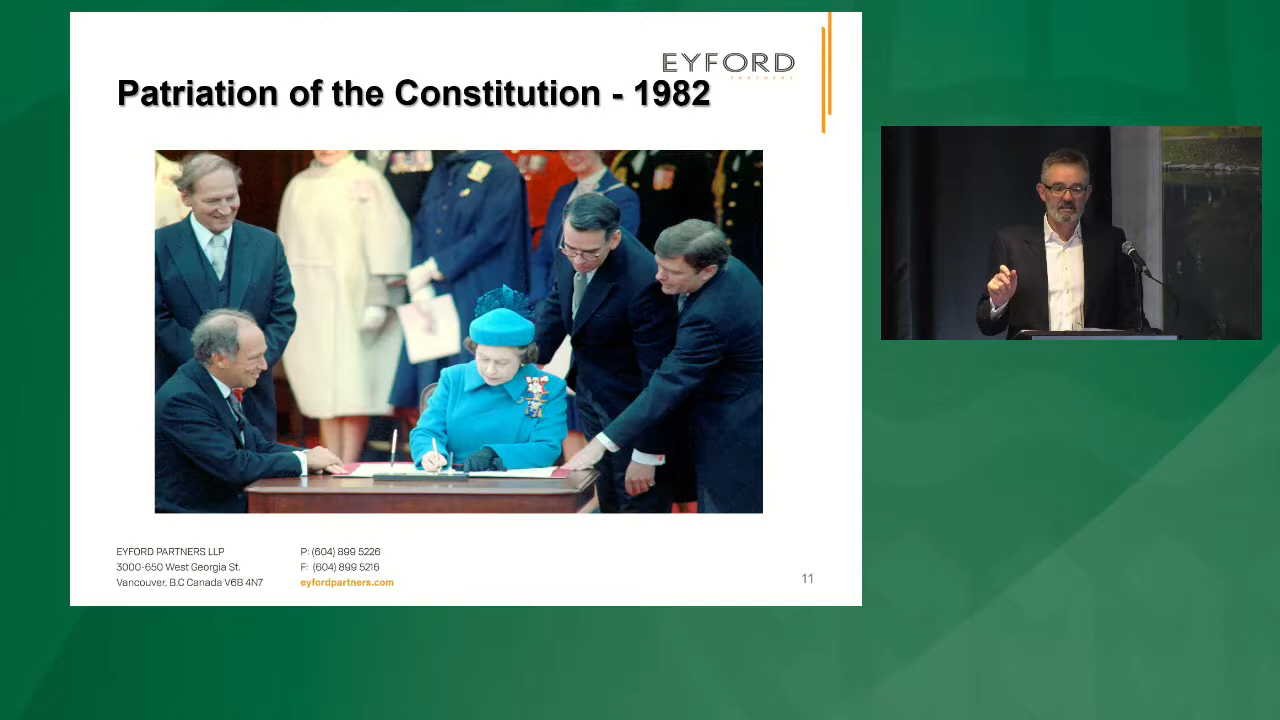 EYFORD
PARTNERS
Patriation of the Constitution - 1982
EYFORD PARTNERS LLP
3000-650 West Georgia St.
Vancouver, B.C Canada V6B 4N7
P: (604) 899 5226
F: (604) 899 5216
eyfordpartners.com
11